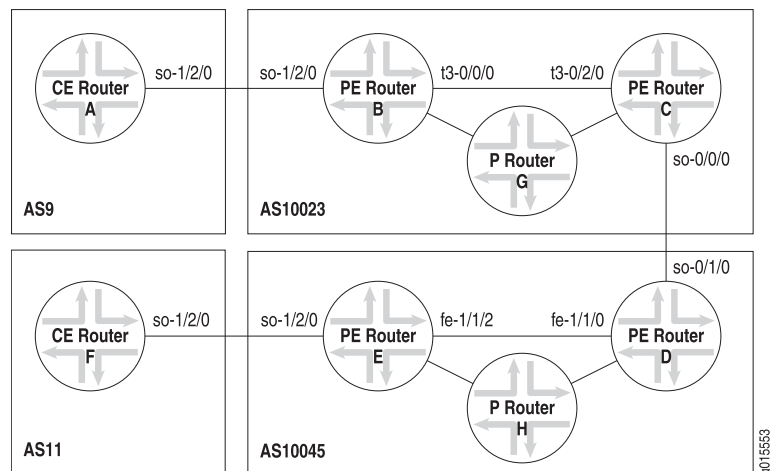 so-1/2/0
so-1/2/0
t3-0/0/0
t3-0/2/0
CE Router
A
PE Router
B
PE Router
C
P Router
G
so-0/0/0
AS9
AS10023
so-0/1/0
so-1/2/0
so-1/2/0
fe-1/1/2
fe-1/1/0
CE Router
F
PE Router
E
PE Router
D
P Router
H
AS11
AS10045